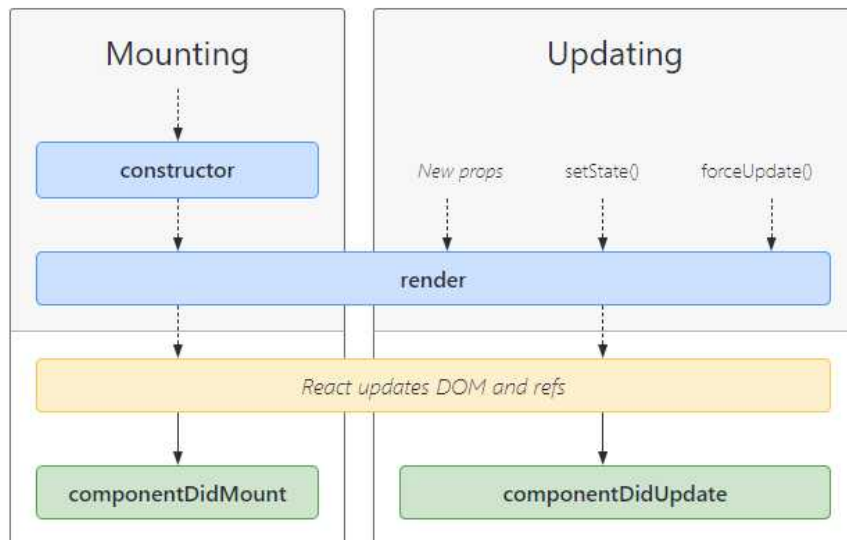 Mounting
Updating
constructor
New props
setState()
forceUpdate()
render
React updates DOM and refs
componentDidMount
componentDidUpdate